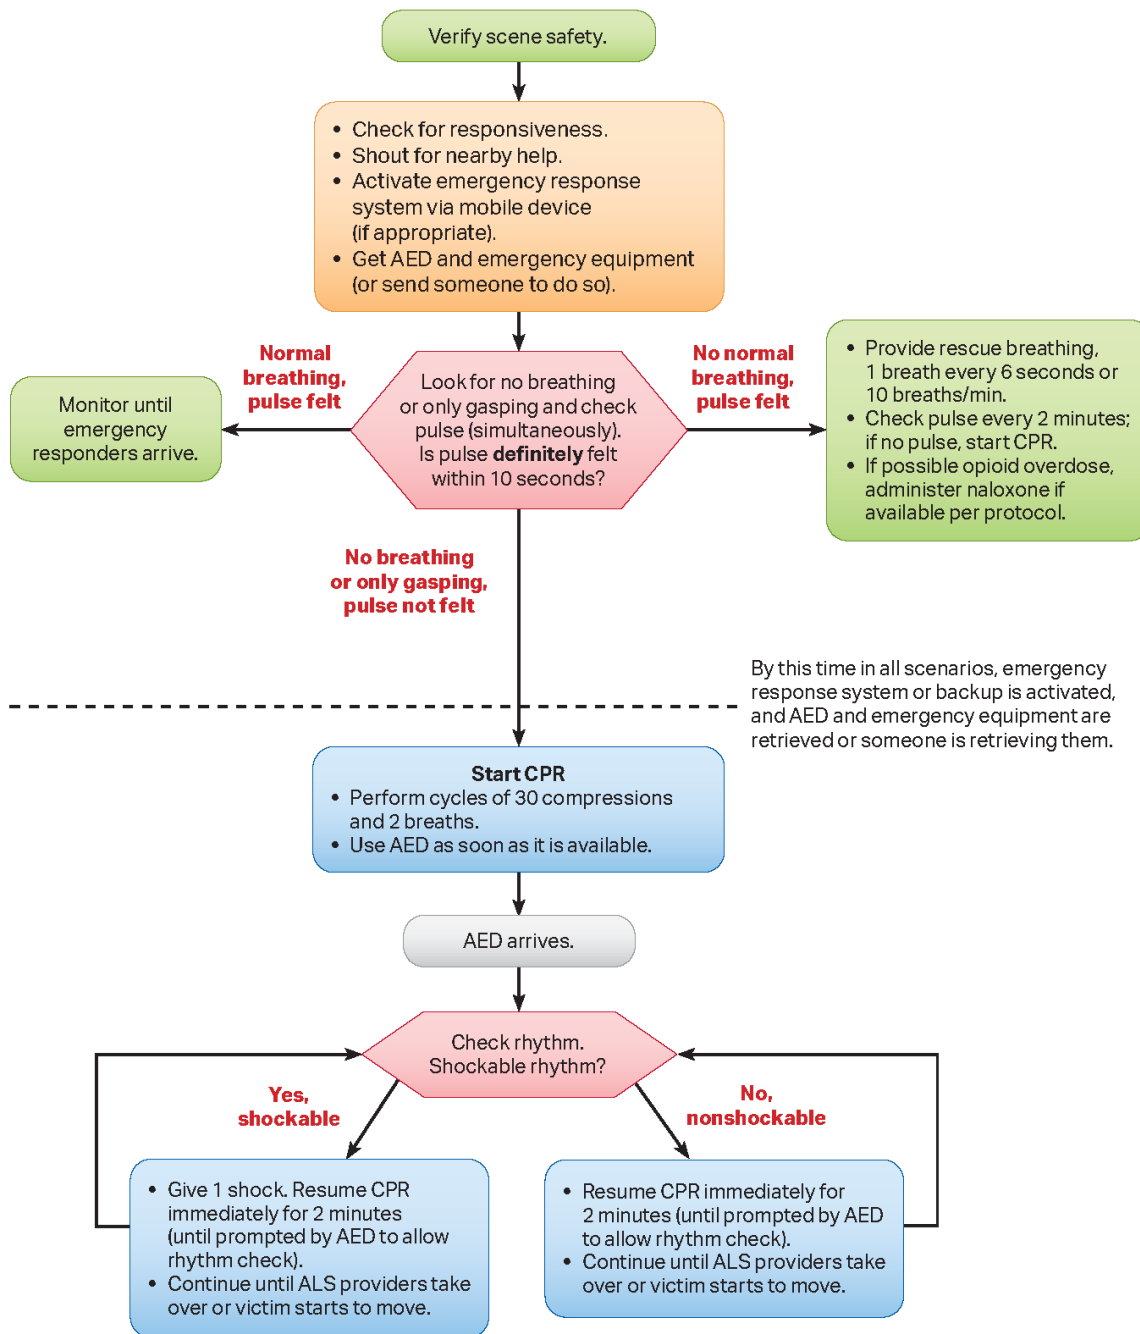 Verify scene safety.
• Check for responsiveness.
• Shout for nearby help.
• Activate emergency response
system via mobile device
(if appropriate).
• Get AED and emergency equipment
(or send someone to do so).
Normal
breathing,
pulse felt
No normal
breathing,
pulse felt
Monitor until
emergency
responders arrive.
Look for no breathing
or only gasping and check
pulse (simultaneously).
Is pulse definitely felt
within 10 seconds?
• Provide rescue breathing,
1 breath every 6 seconds or
10 breaths/min.
• Check pulse every 2 minutes;
if no pulse, start CPR.
• If possible opioid overdose,
administer naloxone if
available per protocol.
No breathing
or only gasping,
pulse not felt
By this time in all scenarios, emergency
response system or backup is activated,
and AED and emergency equipment are
retrieved or someone is retrieving them.
Start CPR
• Perform cycles of 30 compressions
and 2 breaths.
• Use AED as soon as it is available.
AED arrives.
Check rhythm.
Shockable rhythm?
Yes,
shockable
No,
nonshockable
• Give 1 shock. Resume CPR
immediately for 2 minutes
(until prompted by AED to allow
rhythm check).
• Continue until ALS providers take
over or victim starts to move.
• Resume CPR immediately for
2 minutes (until prompted by AED
to allow rhythm check).
• Continue until ALS providers take
over or victim starts to move.